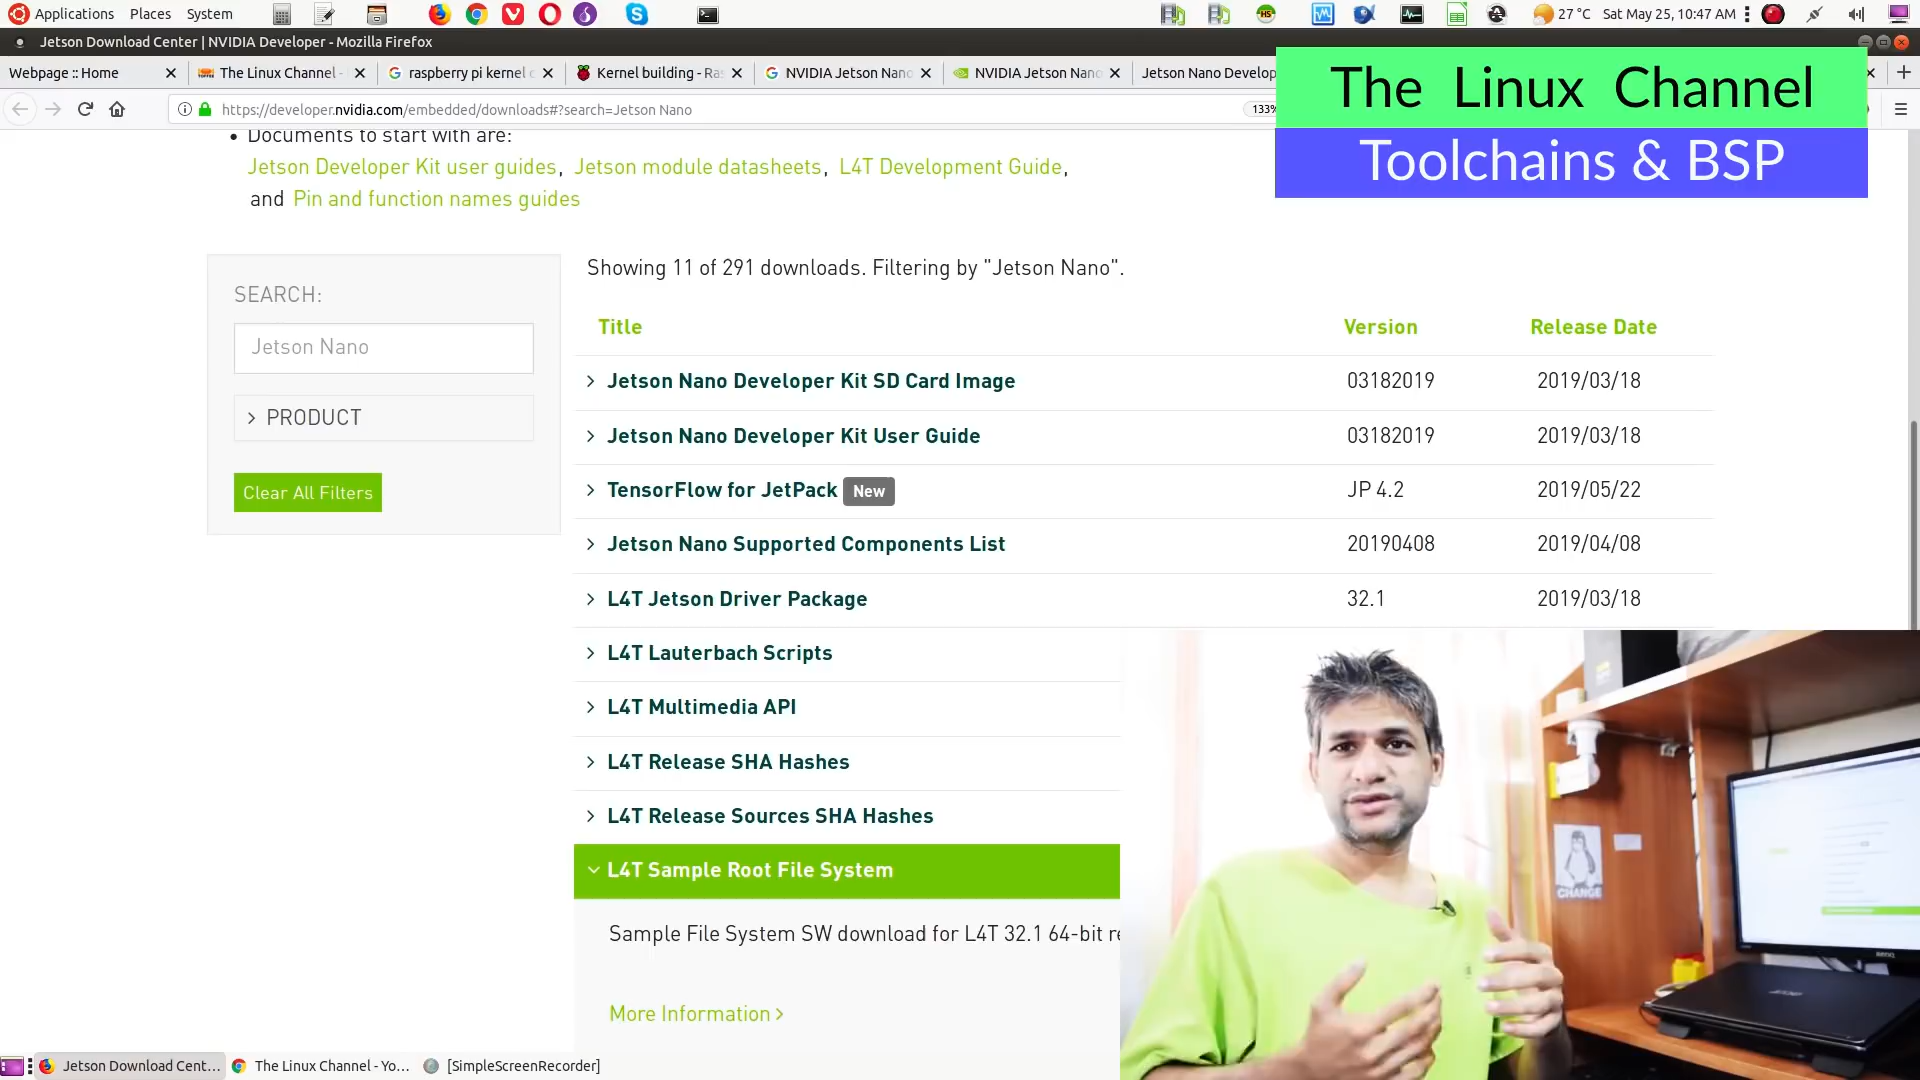 Applications Places System
27 °C Sat May 25, 10:47 AM
Jetson Download Center | NVIDIA Developer - Mozilla Firefox
Webpage :: Home
The Linux Channel -
raspberry pi kernel
Kernel building - Ras
NVIDIA Jetson Nano
NVIDIA Jetson Nano
Jetson Nano Develop
The Linux Channel
https://developer.nvidia.com/embedded/downloads#?search=Jetson Nano
133%
Toolchains & BSP
Documents to start with are:
Jetson Developer Kit user guides, Jetson module datasheets, L4T Development Guide,
and Pin and function names guides
Showing 11 of 291 downloads. Filtering by "Jetson Nano".
SEARCH:
Jetson Nano
PRODUCT
Clear All Filters
Title Version Release Date
Jetson Nano Developer Kit SD Card Image 03182019 2019/03/18
Jetson Nano Developer Kit User Guide 03182019 2019/03/18
TensorFlow for JetPack New JP 4.2 2019/05/22
Jetson Nano Supported Components List 20190408 2019/04/08
L4T Jetson Driver Package 32.1 2019/03/18
L4T Lauterbach Scripts
L4T Multimedia API
L4T Release SHA Hashes
L4T Release Sources SHA Hashes
L4T Sample Root File System
Sample File System SW download for L4T 32.1 64-bit re
More Information
CHANGE
BenQ
Jetson Download Cent...
The Linux Channel - Yo...
[SimpleScreenRecorder]